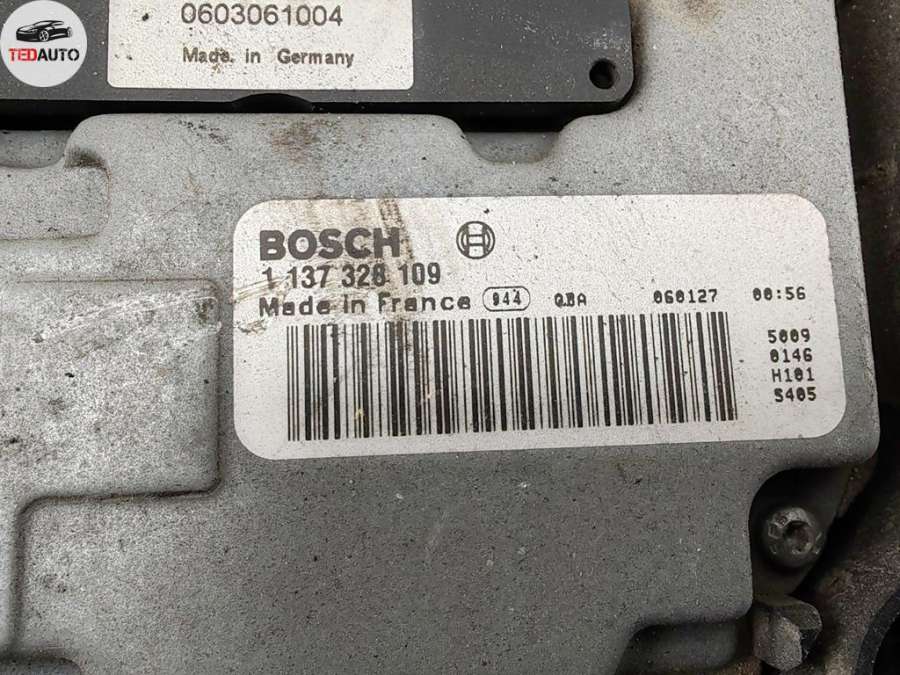 TEDAUTO
0603061004
Made. in Germany
BOSCH
1 137 328 109
Made in France 944 QBA 060127 00:56
5009
0146
H101
S405